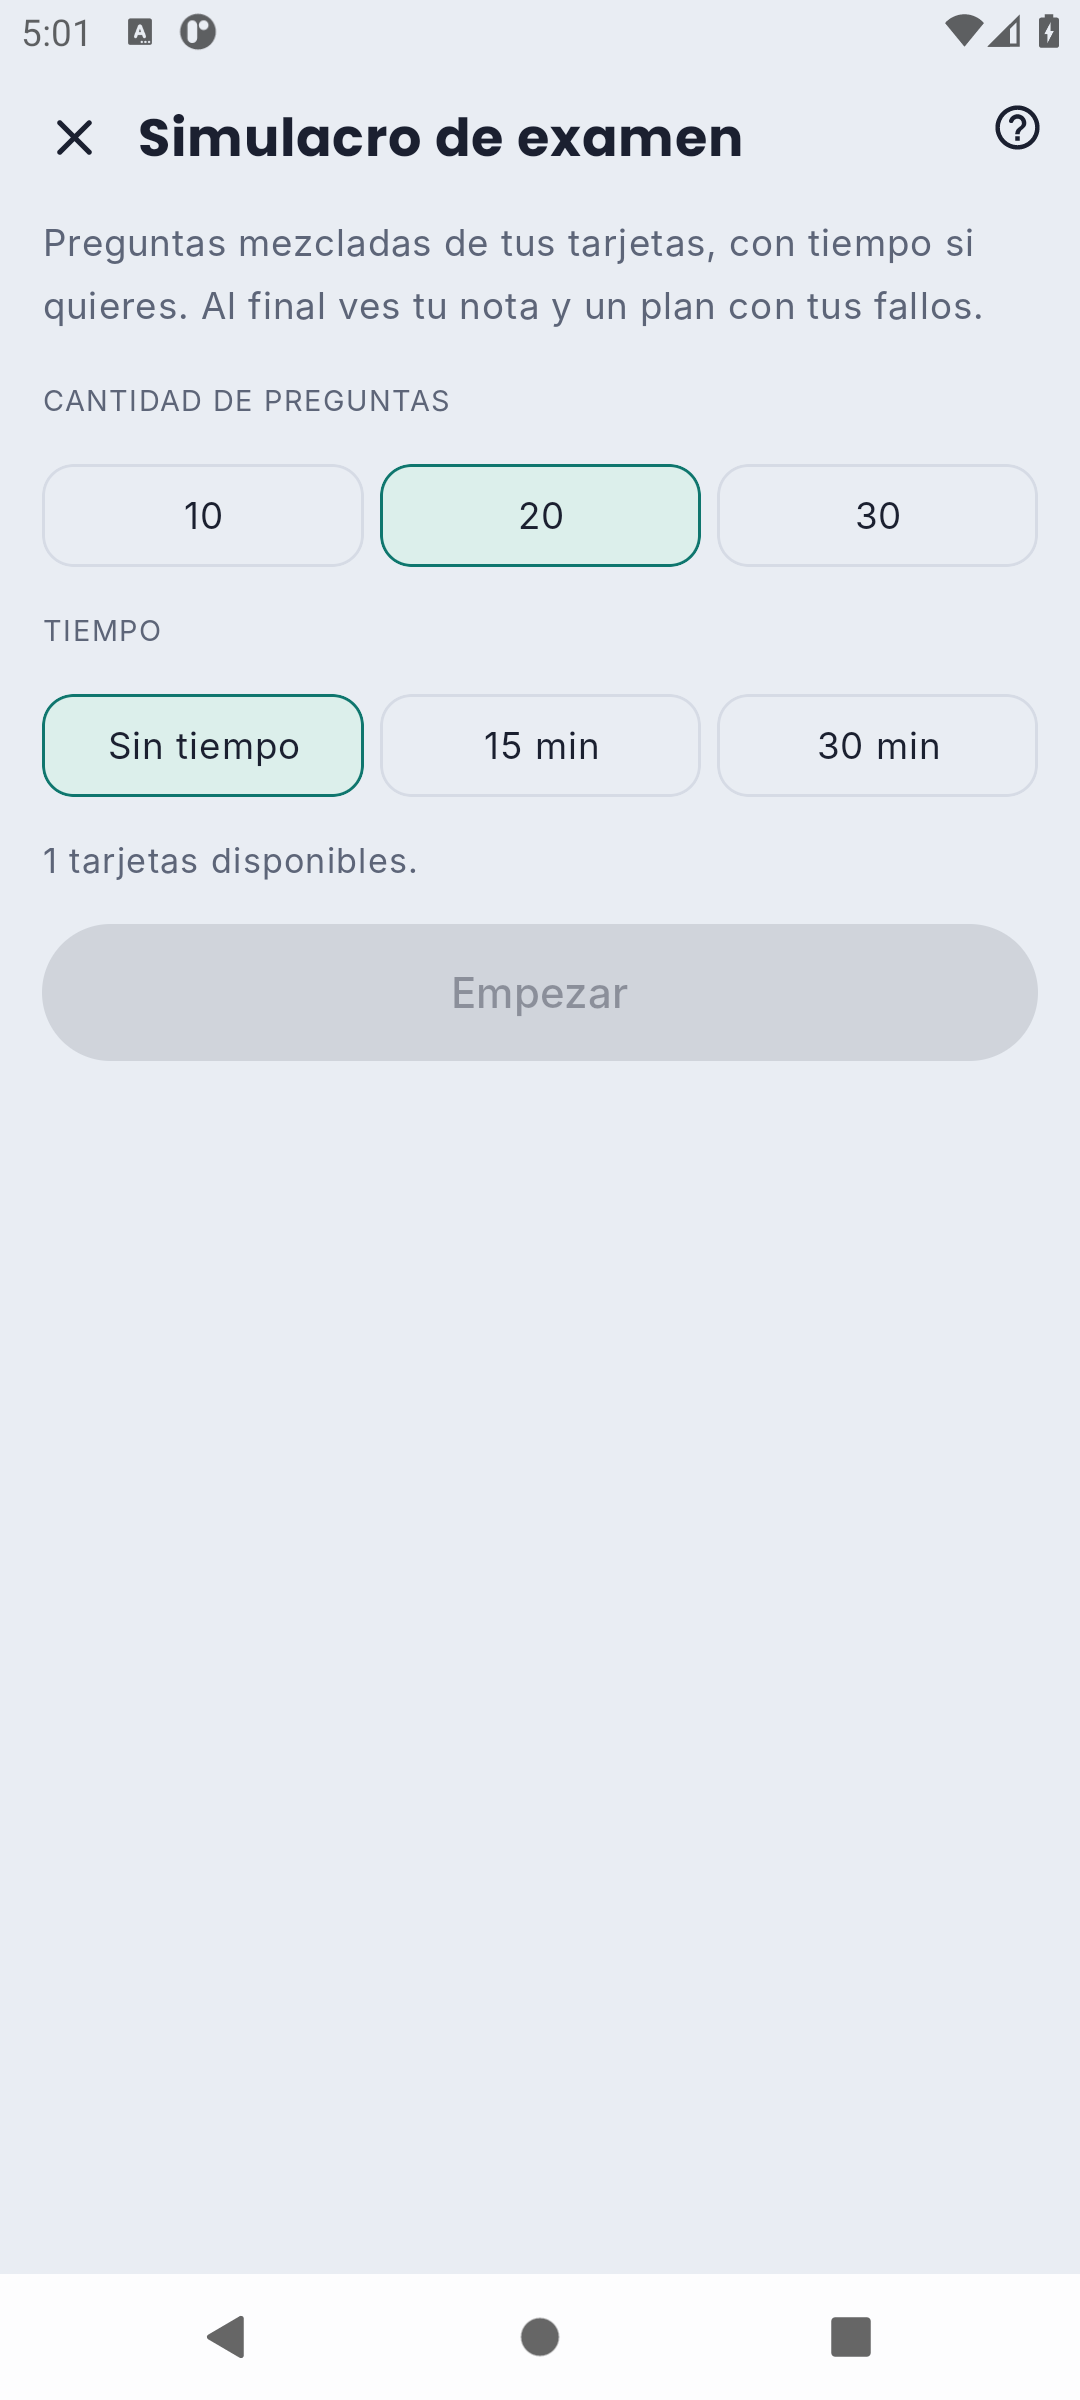 5:01
Simulacro de examen
Preguntas mezcladas de tus tarjetas, con tiempo si
quieres. Al final ves tu nota y un plan con tus fallos.
CANTIDAD DE PREGUNTAS
10 20 30
TIEMPO
Sin tiempo 15 min 30 min
1 tarjetas disponibles.
Empezar